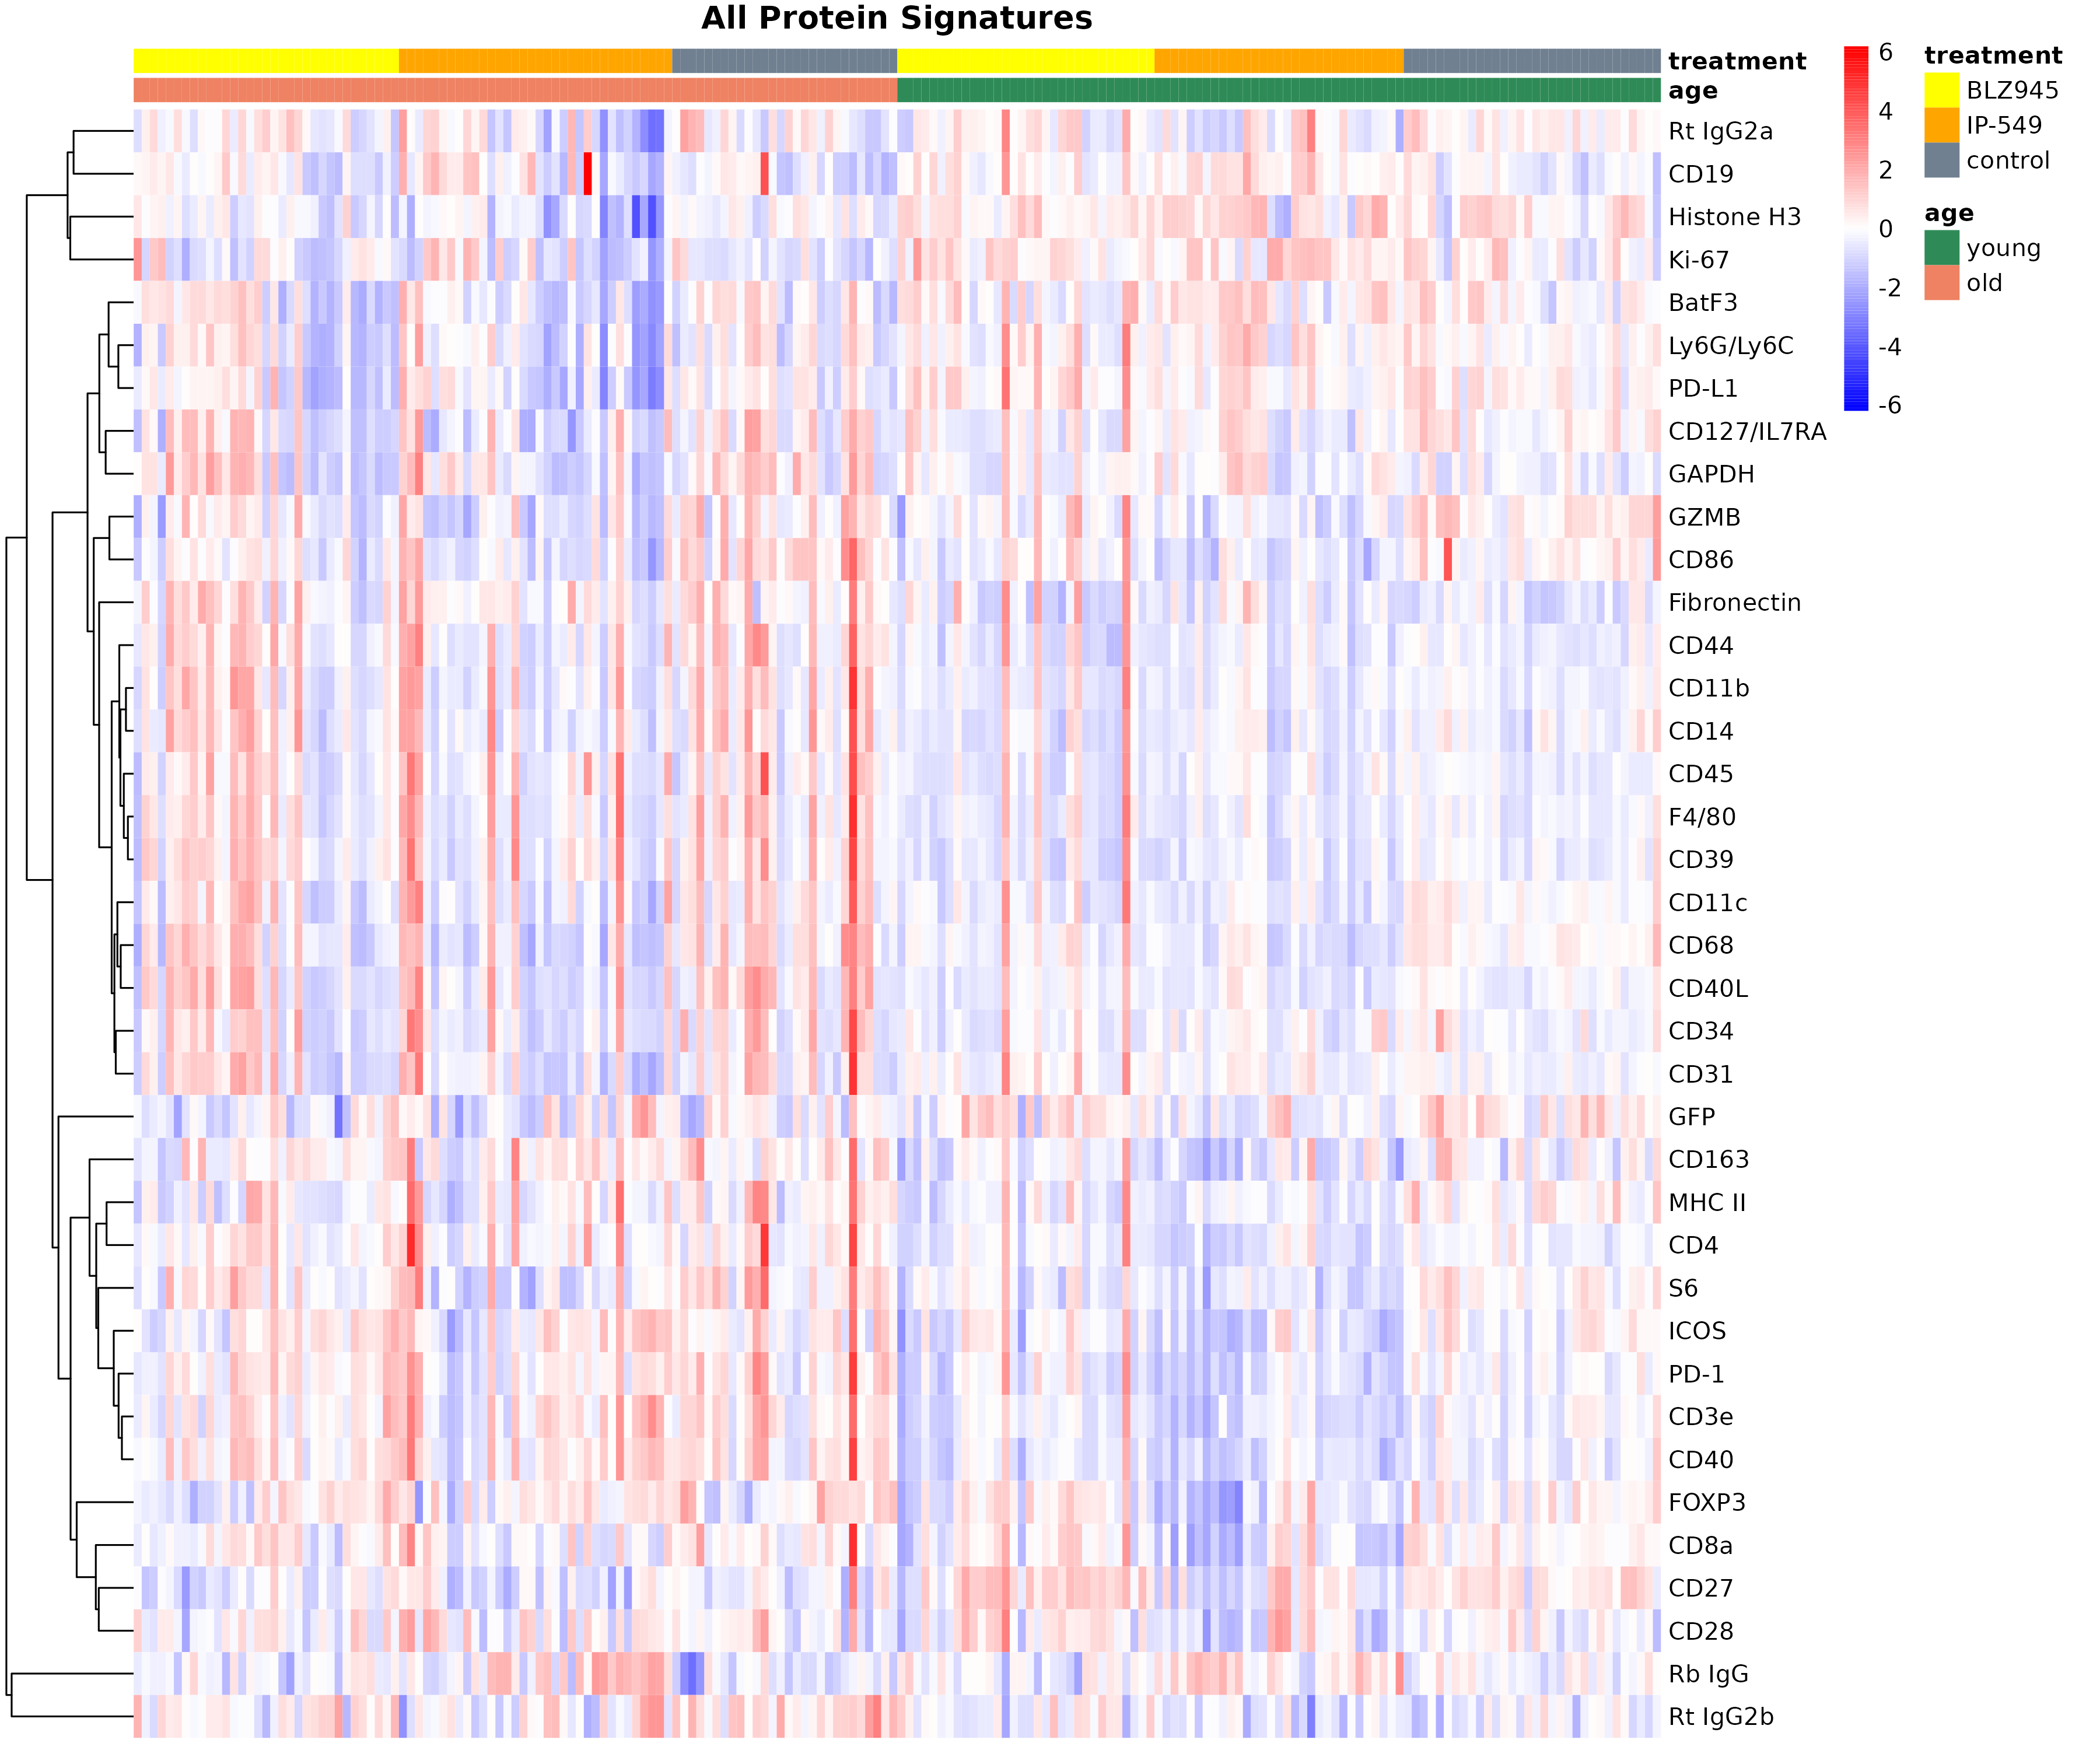 All Protein Signatures
treatment
age
Rt IgG2a
CD19
Histone H3
Ki-67
BatF3
Ly6G/Ly6C
PD-L1
CD127/IL7RA
GAPDH
GZMB
CD86
Fibronectin
CD44
CD11b
CD14
CD45
F4/80
CD39
CD11c
CD68
CD40L
CD34
CD31
GFP
CD163
MHC II
CD4
S6
ICOS
PD-1
CD3e
CD40
FOXP3
CD8a
CD27
CD28
Rb IgG
Rt IgG2b
6
4
2
0
-2
-4
-6
treatment
BLZ945
IP-549
control
age
young
old